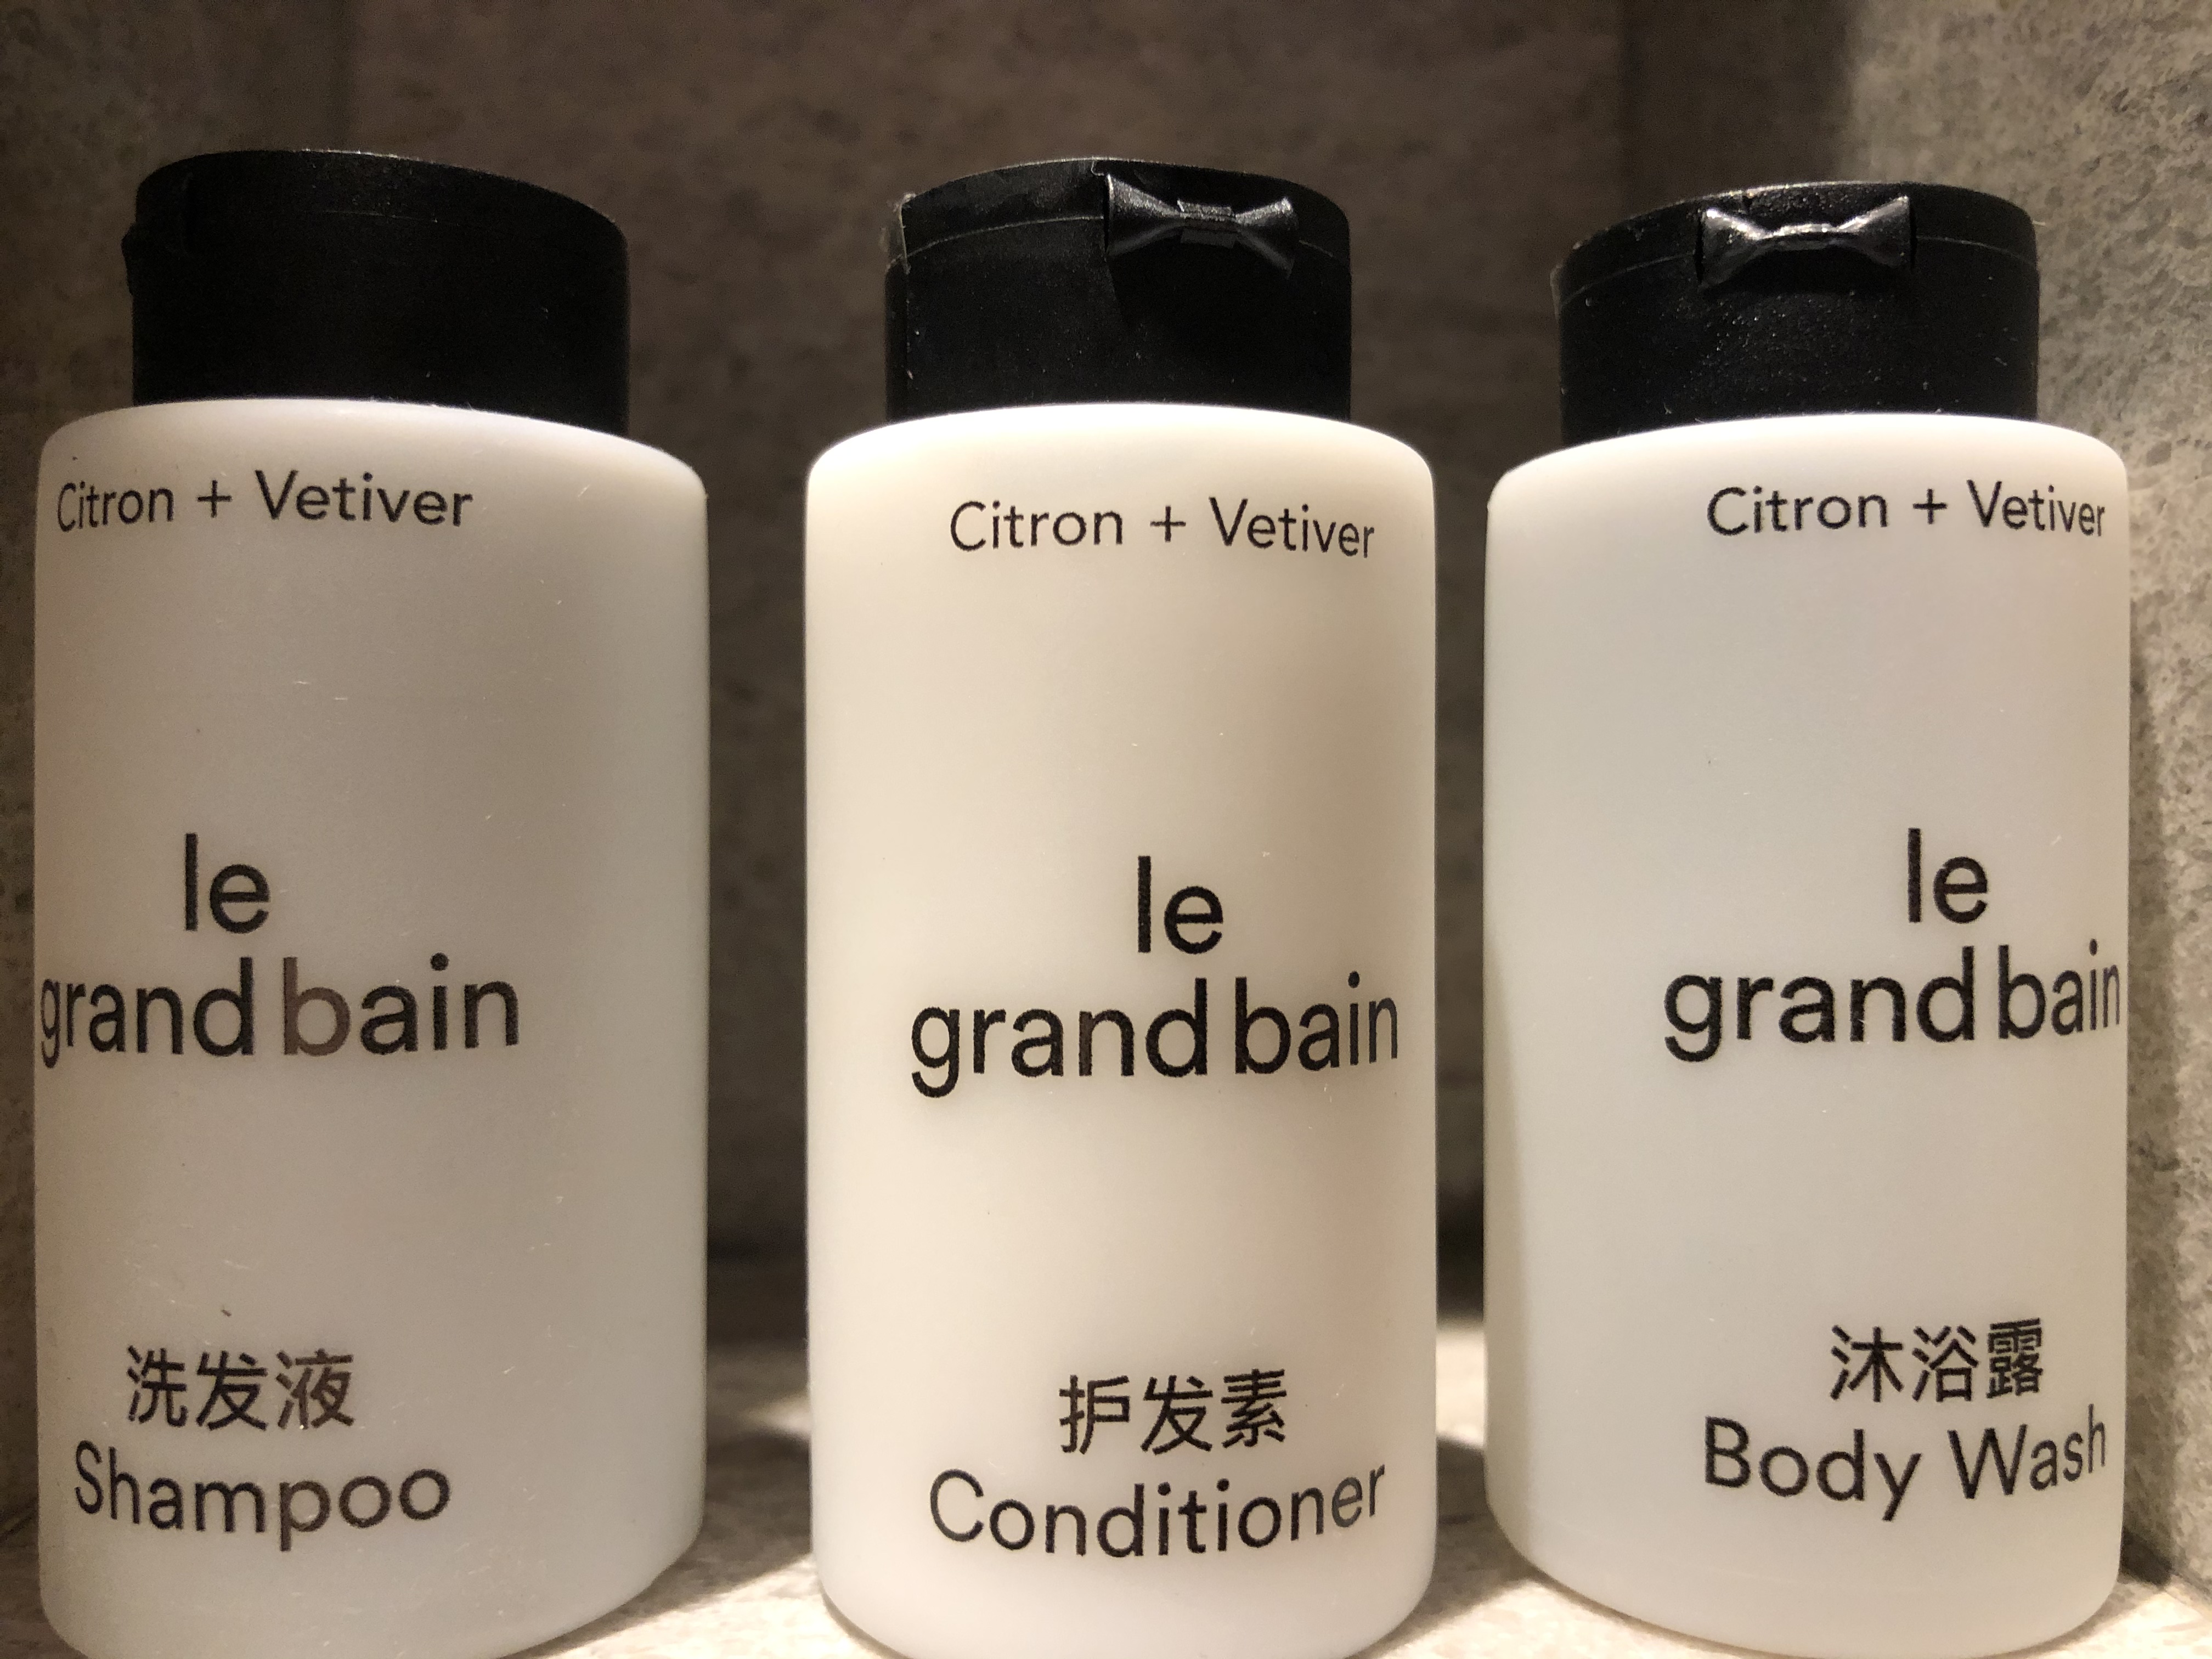 Citron + Vetiver
le
grand bain
洗发液
Shampoo
Citron + Vetiver
le
grand bain
护发素
Conditioner
Citron + Vetiver
le
grand bain
沐浴露
Body Wash